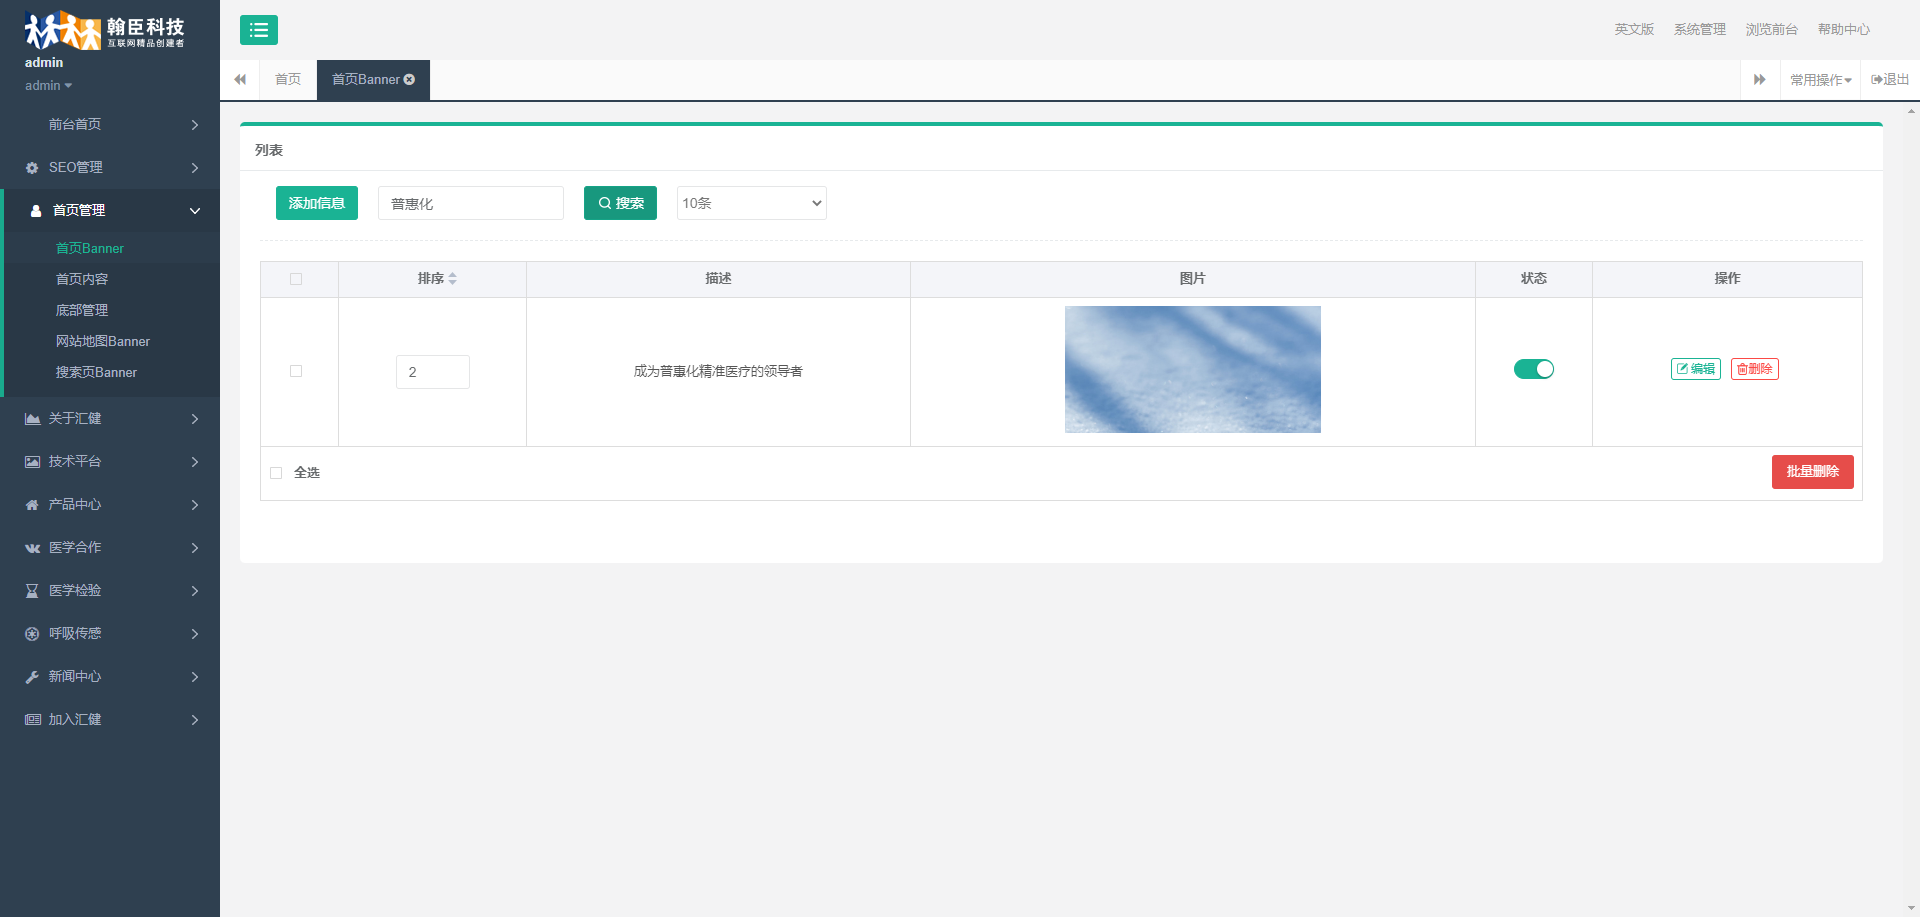 翰臣科技
互联网精品创建者
admin
admin
前台首页
SEO管理
首页管理
首页Banner
首页内容
底部管理
网站地图Banner
搜索页Banner
关于汇健
技术平台
产品中心
医学合作
医学检验
呼吸传感
新闻中心
加入汇健
英文版 系统管理 浏览前台 帮助中心
首页 首页Banner 常用操作 退出
列表
添加信息 普惠化 搜索 10条
排序 描述 图片 状态 操作
2 成为普惠化精准医疗的领导者 编辑 删除
全选 批量删除